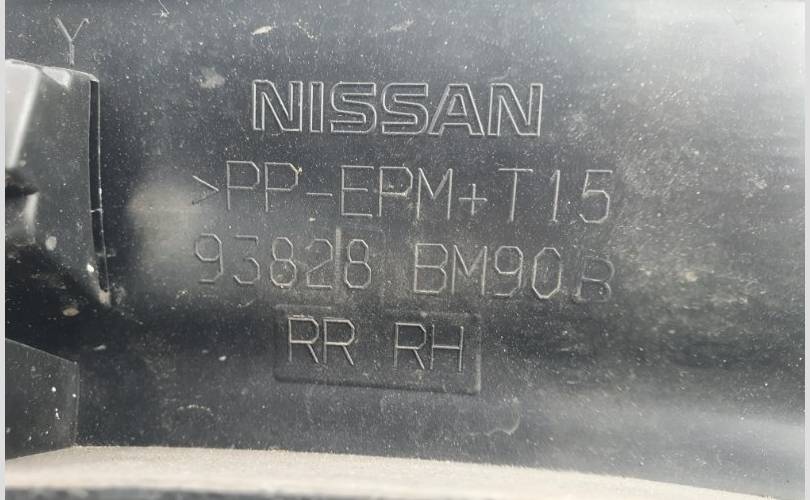 NISSAN
>PP-EPM+T15
93828 BM90B
RR RH